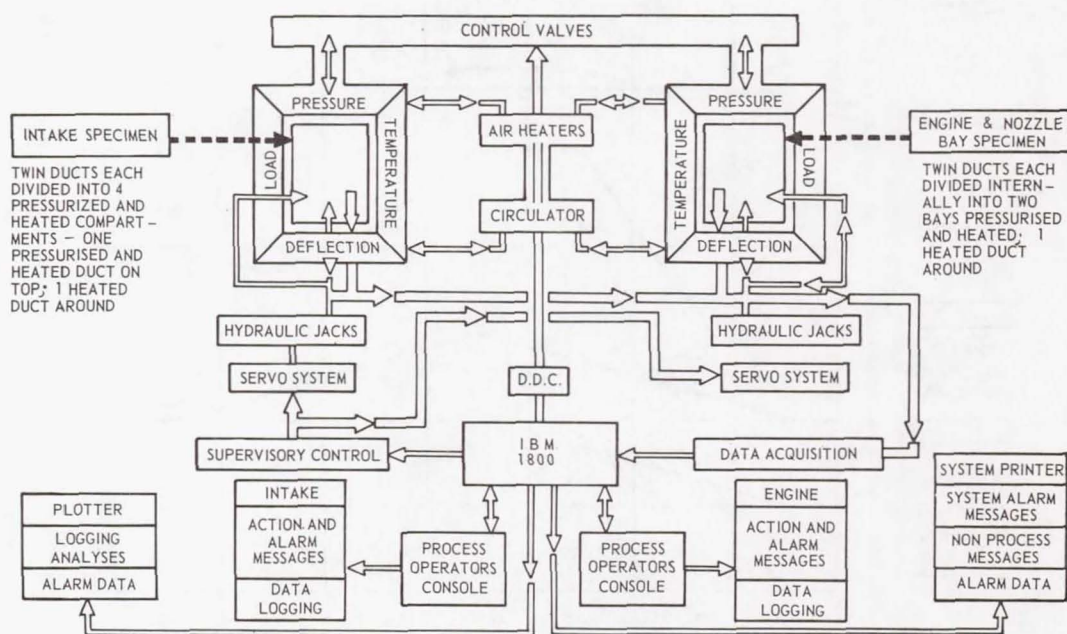 CONTROL VALVES
PRESSURE
LOAD
TEMPERATURE
DEFLECTION
AIR HEATERS
CIRCULATOR
PRESSURE
TEMPERATURE
LOAD
DEFLECTION
INTAKE SPECIMEN
TWIN DUCTS EACH
DIVIDED INTO 4
PRESSURIZED AND
HEATED COMPART -
MENTS - ONE
PRESSURISED AND
HEATED DUCT ON
TOP; 1 HEATED
DUCT AROUND
ENGINE & NOZZLE
BAY SPECIMEN
TWIN DUCTS EACH
DIVIDED INTERN -
ALLY INTO TWO
BAYS PRESSURISED
AND HEATED; 1
HEATED DUCT
AROUND
HYDRAULIC JACKS
HYDRAULIC JACKS
SERVO SYSTEM
D.D.C.
SERVO SYSTEM
SUPERVISORY CONTROL
I B M
1800
DATA ACQUISITION
PLOTTER
LOGGING
ANALYSES
ALARM DATA
INTAKE
ACTION AND
ALARM
MESSAGES
DATA
LOGGING
PROCESS
OPERATORS
CONSOLE
PROCESS
OPERATORS
CONSOLE
ENGINE
ACTION AND
ALARM
MESSAGES
DATA
LOGGING
SYSTEM PRINTER
SYSTEM ALARM
MESSAGES
NON PROCESS
MESSAGES
ALARM DATA